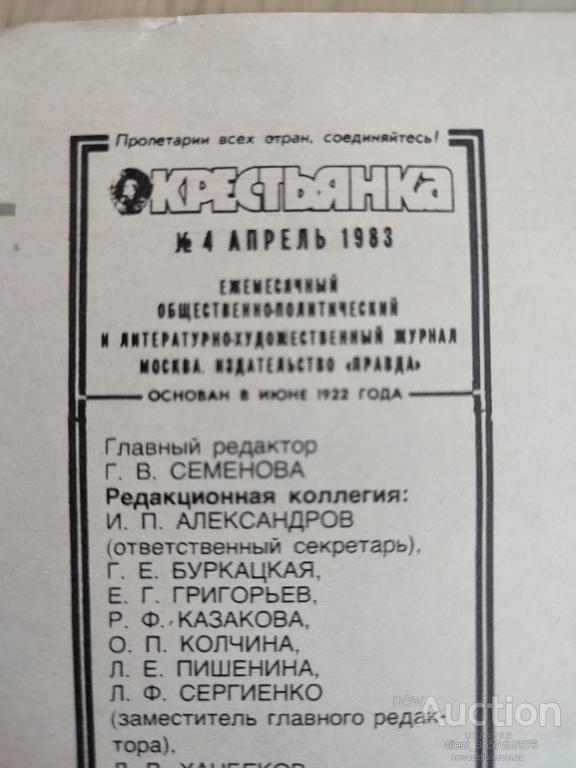 Пролетарии всех стран, соединяйтесь!
КРЕСТЬЯНКА
№ 4 АПРЕЛЬ 1983
ЕЖЕМЕСЯЧНЫЙ
ОБЩЕСТВЕННО-ПОЛИТИЧЕСКИЙ
И ЛИТЕРАТУРНО-ХУДОЖЕСТВЕННЫЙ ЖУРНАЛ
МОСКВА. ИЗДАТЕЛЬСТВО «ПРАВДА»
ОСНОВАН В ИЮНЕ 1922 ГОДА
Главный редактор
Г. В. СЕМЕНОВА
Редакционная коллегия:
И. П. АЛЕКСАНДРОВ
(ответственный секретарь),
Г. Е. БУРКАЦКАЯ,
Е. Г. ГРИГОРЬЕВ,
Р. Ф. КАЗАКОВА,
О. П. КОЛЧИНА,
Л. Е. ПИШЕНИНА,
Л. Ф. СЕРГИЕНКО
(заместитель главного редак-
тора),
new Auction